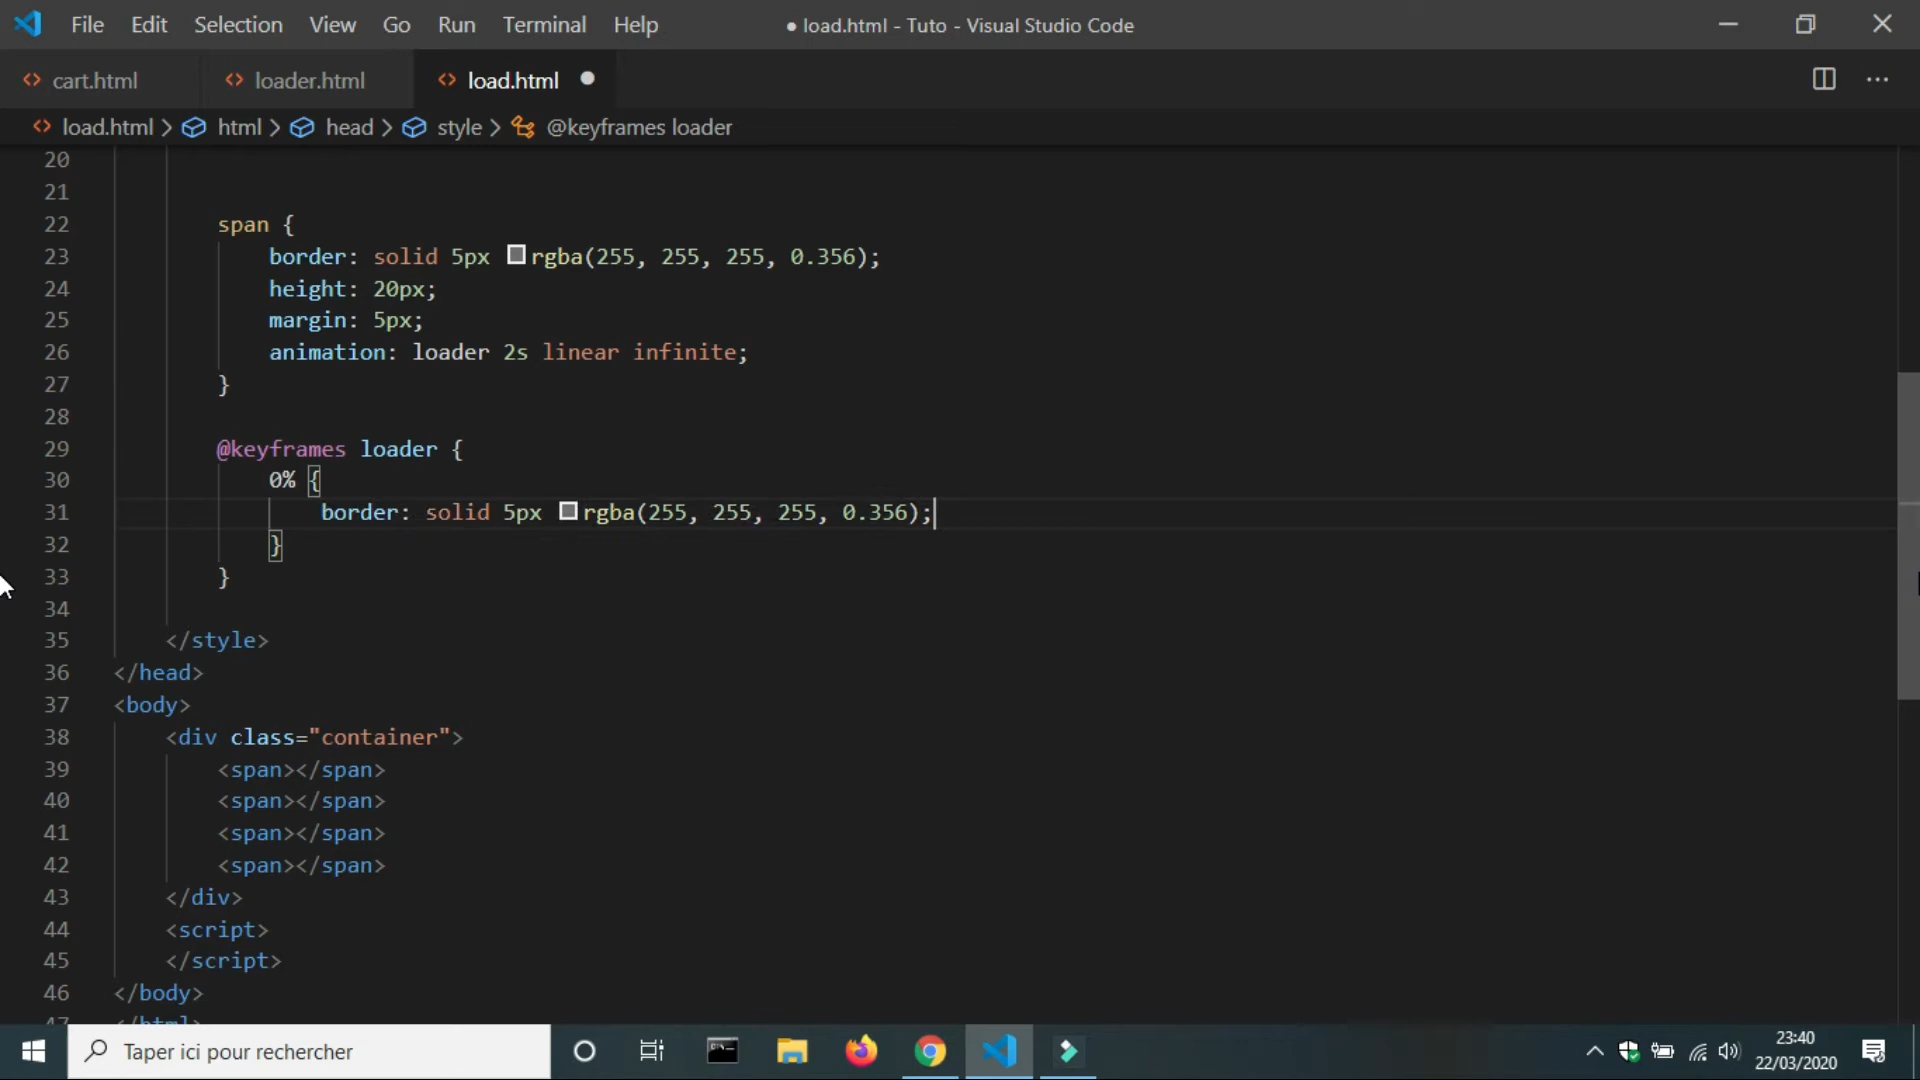 File Edit Selection View Go Run Terminal Help ● load.html - Tuto - Visual Studio Code
cart.html loader.html load.html
load.html > html > head > style > @keyframes loader
20
21
22 span {
23 border: solid 5px rgba(255, 255, 255, 0.356);
24 height: 20px;
25 margin: 5px;
26 animation: loader 2s linear infinite;
27 }
28
29 @keyframes loader {
30 0% {
31 border: solid 5px rgba(255, 255, 255, 0.356);
32 }
33 }
34
35 </style>
36 </head>
37 <body>
38 <div class="container">
39 <span></span>
40 <span></span>
41 <span></span>
42 <span></span>
43 </div>
44 <script>
45 </script>
46 </body>
47 </html>
Taper ici pour rechercher
23:40
22/03/2020